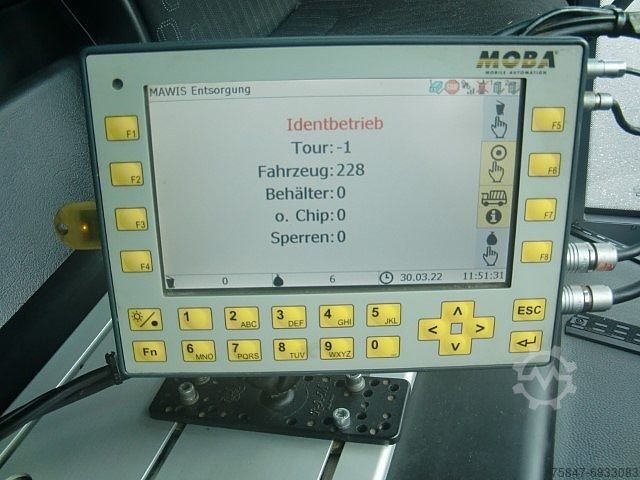 MOBA
MOBILE AUTOMATION
MAWIS Entsorgung
Identbetrieb
Tour: -1
Fahrzeug: 228
Behälter: 0
o. Chip: 0
Sperren: 0
0 6 30.03.22 11:51:31
F1
F2
F3
F4
F5
F6
F7
F8
1 2 ABC 3 DEF 4 GHI 5 JKL
ESC
Fn 6 MNO 7 PQRS 8 TUV 9 WXYZ 0
75847-6933083